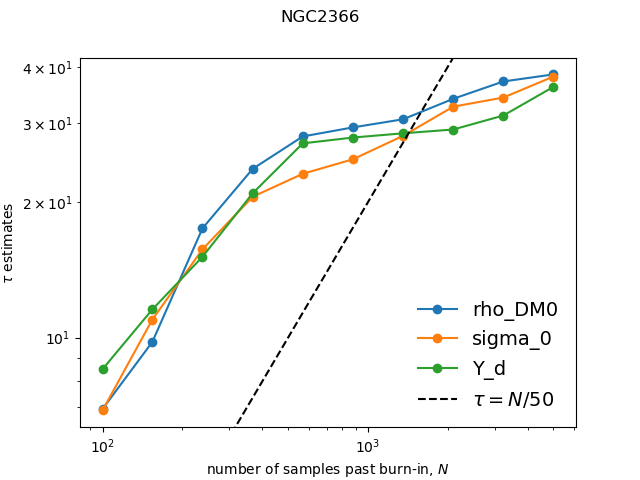 NGC2366
τ estimates
4 × 10¹
3 × 10¹
2 × 10¹
10¹
10² 10³
number of samples past burn-in, N
rho_DM0
sigma_0
Y_d
τ = N/50